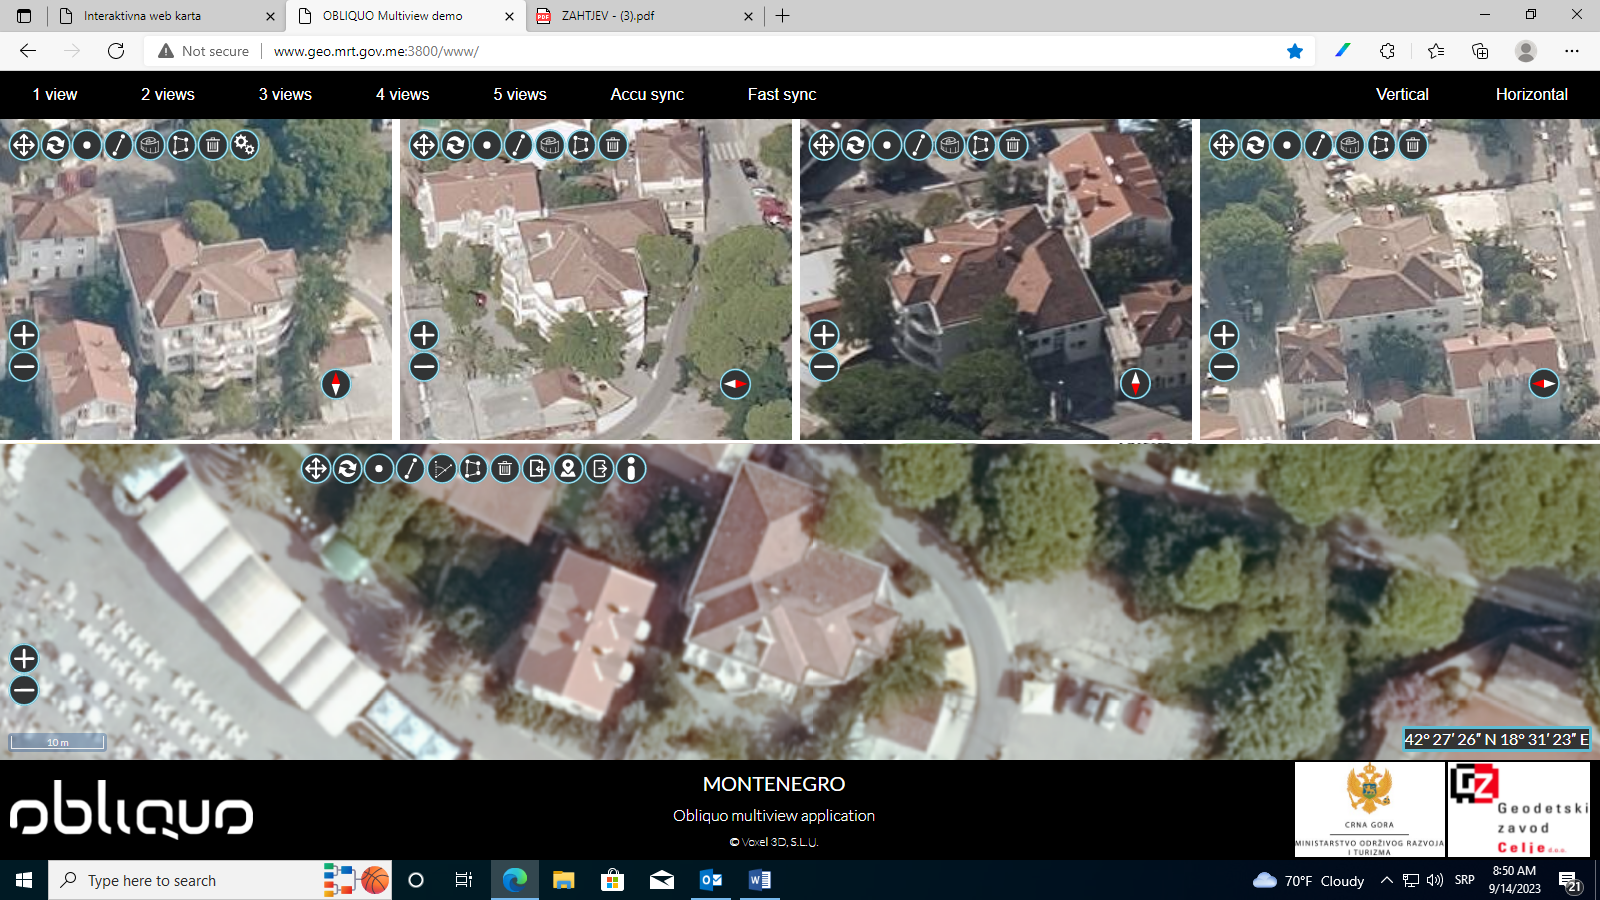 Interaktivna web karta
OBLIQUO Multiview demo
ZAHTJEV - (3).pdf
Not secure
www.geo.mrt.gov.me:3800/www/
1 view
2 views
3 views
4 views
5 views
Accu sync
Fast sync
Vertical
Horizontal
10 m
42° 27′ 26″ N 18° 31′ 23″ E
obliquo
MONTENEGRO
Obliquo multiview application
© Voxel 3D, S.L.U.
CRNA GORA
MINISTARSTVO ODRŽIVOG RAZVOJA
I TURIZMA
GZ
Geodetski
zavod
Celje d.o.o.
Type here to search
70°F Cloudy
SRP
8:50 AM
9/14/2023
21